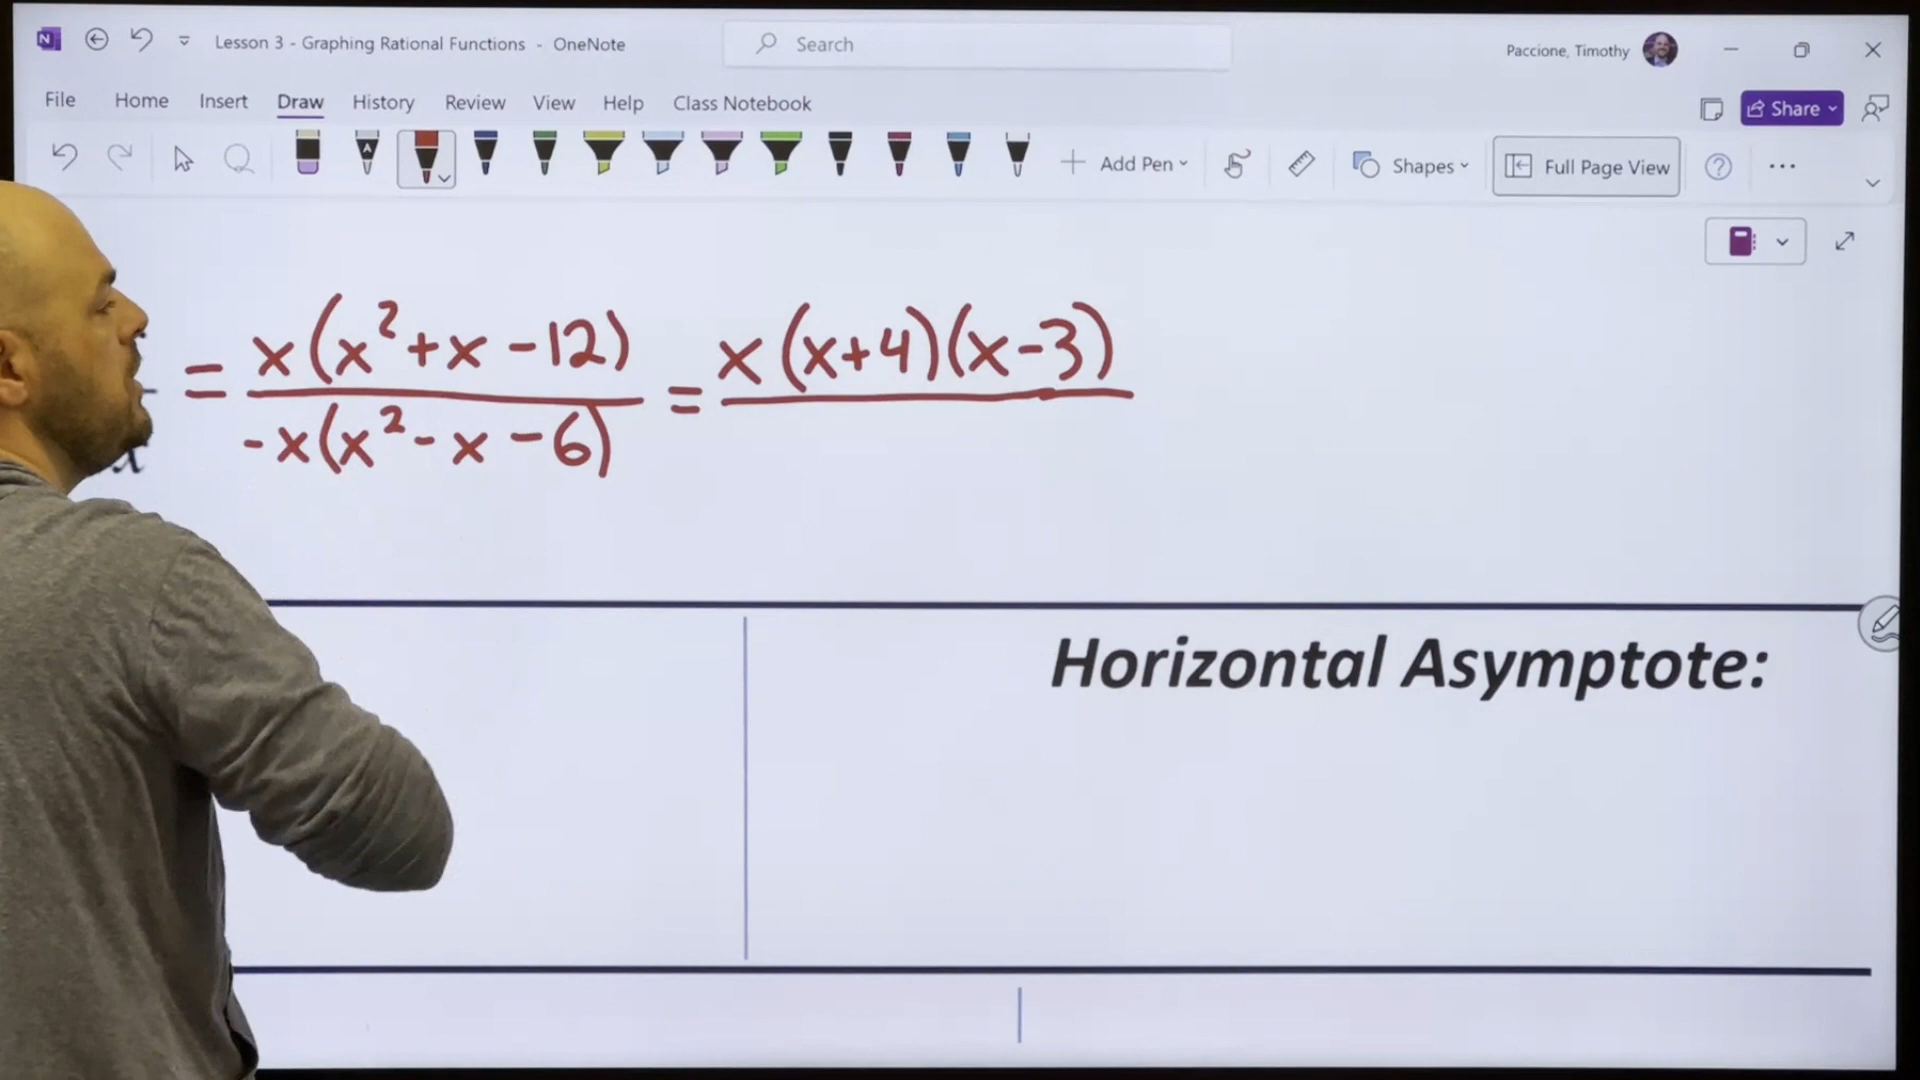 Lesson 3 - Graphing Rational Functions - OneNote
Search
Paccione, Timothy
File Home Insert Draw History Review View Help Class Notebook
Share
Add Pen
Shapes
Full Page View
= x(x²+x-12) / -x(x²-x-6) = x(x+4)(x-3)
x
Horizontal Asymptote: